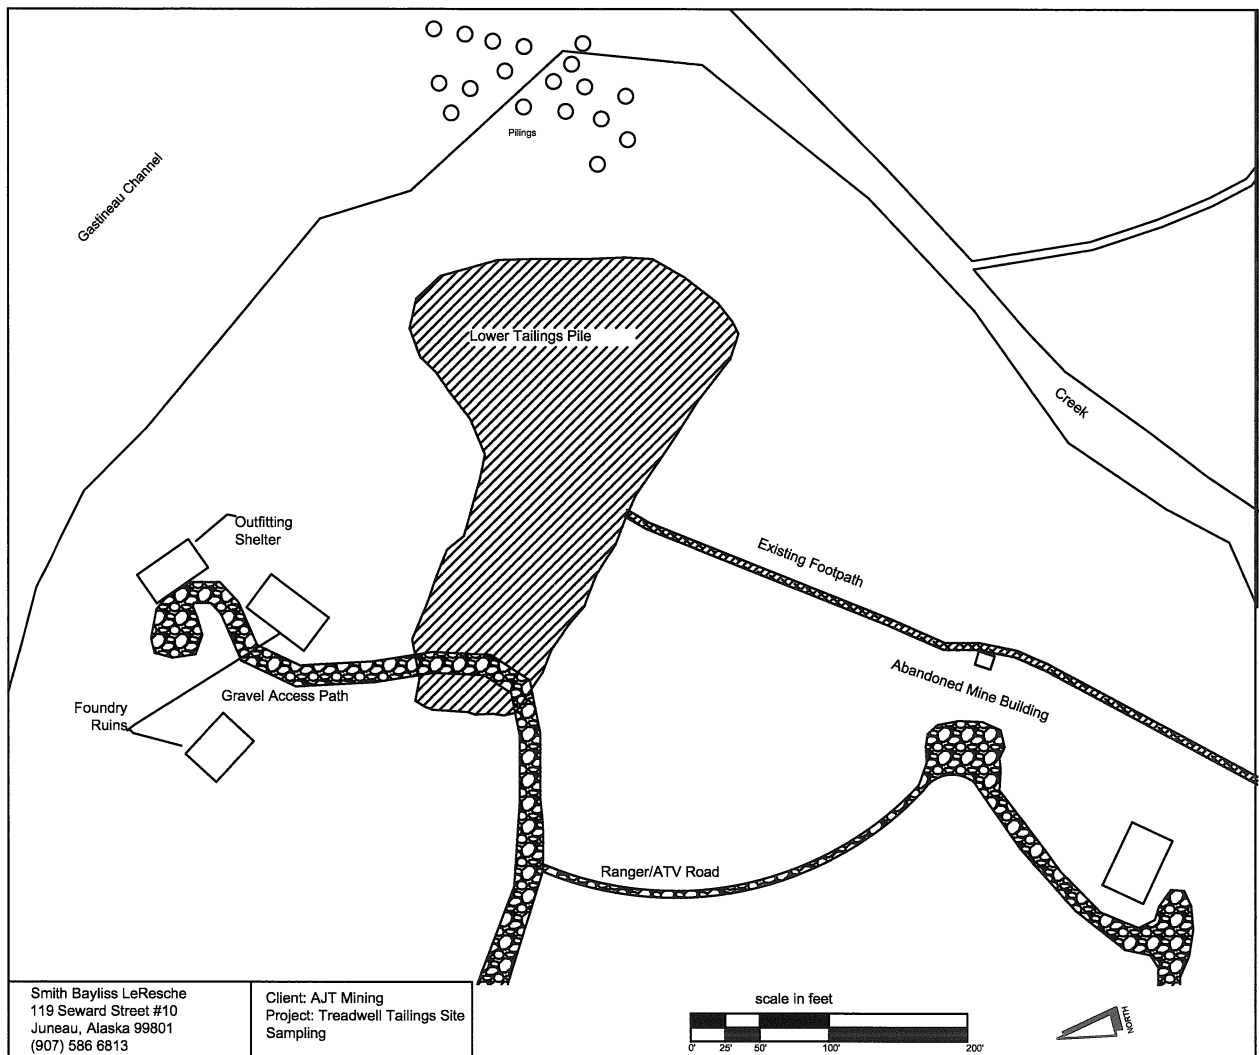 Pilings
Gastineau Channel
Lower Tailings Pile
Creek
Outfitting
Shelter
Existing Footpath
Abandoned Mine Building
Gravel Access Path
Foundry
Ruins
Ranger/ATV Road
Smith Bayliss LeResche
119 Seward Street #10
Juneau, Alaska 99801
(907) 586 6813
Client: AJT Mining
Project: Treadwell Tailings Site
Sampling
scale in feet
0' 25' 50' 100' 200'
NORTH